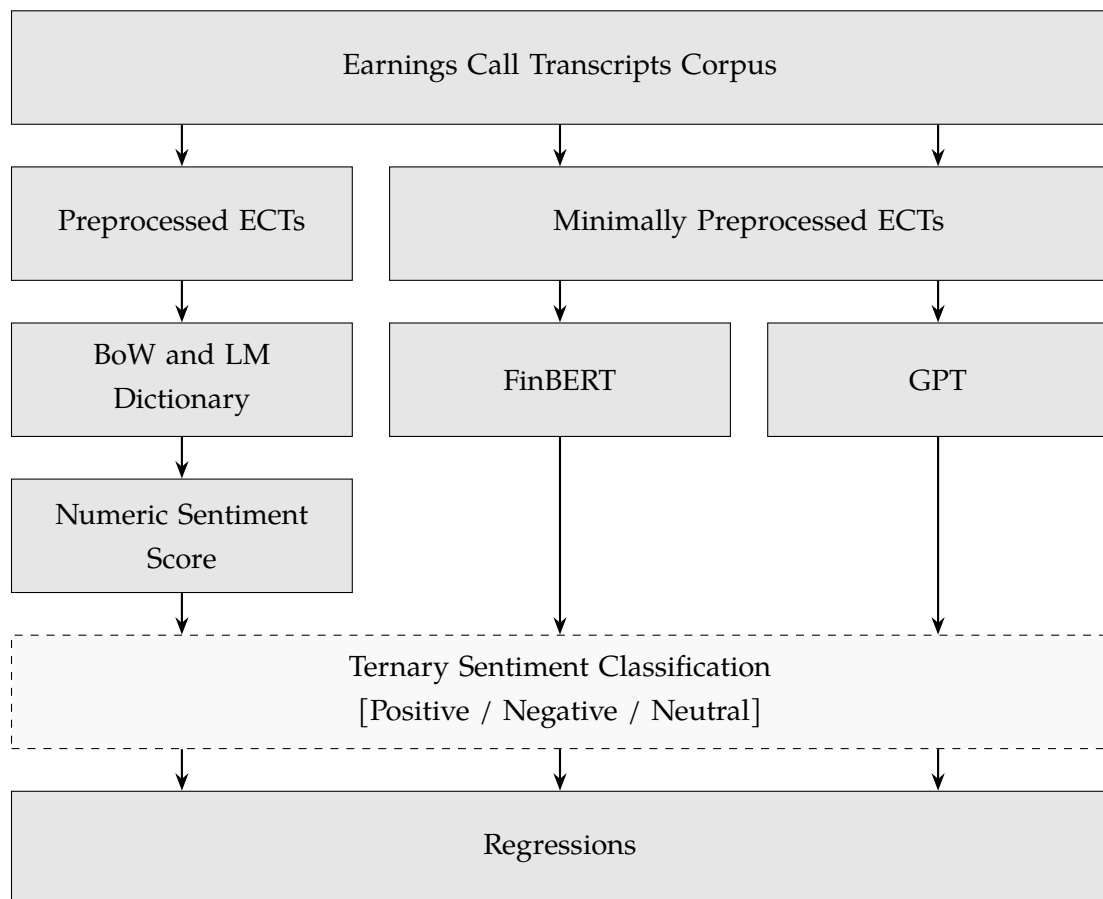 Earnings Call Transcripts Corpus
Preprocessed ECTs
Minimally Preprocessed ECTs
BoW and LM
Dictionary
FinBERT
GPT
Numeric Sentiment
Score
Ternary Sentiment Classification
[Positive / Negative / Neutral]
Regressions